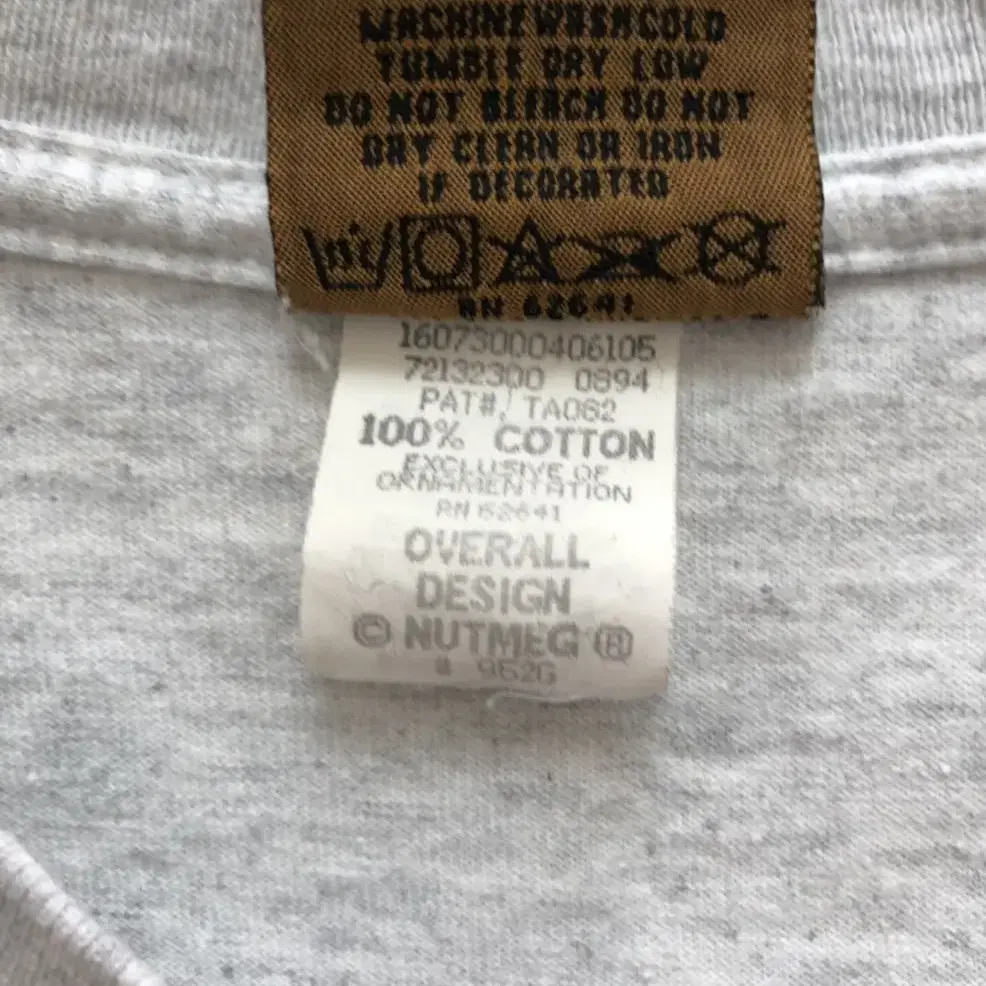 MACHINE WASH COLD
TUMBLE DRY LOW
DO NOT BLEACH DO NOT
DRY CLEAN OR IRON
IF DECORATED
RN 62641
16073000406105
72132300 0894
PAT#. TA062
100% COTTON
EXCLUSIVE OF
ORNAMENTATION
RN 62641
OVERALL
DESIGN
© NUTMEG ®
952G